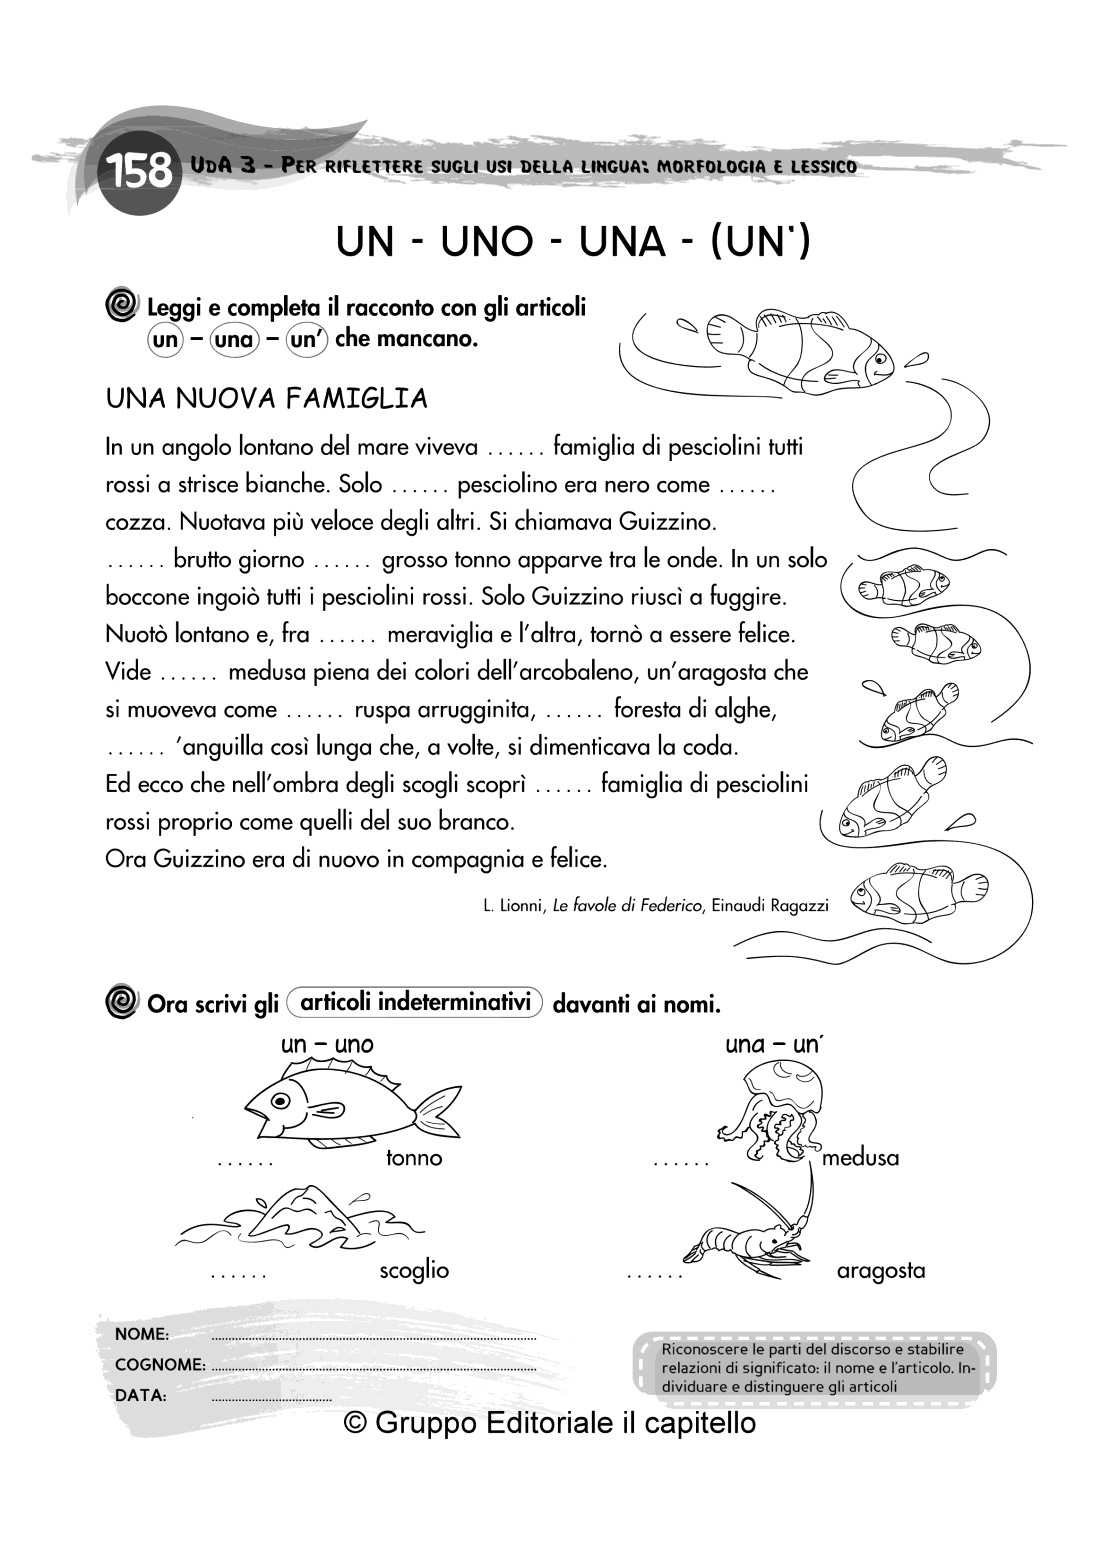 158 UdA 3 - Per riflettere sugli usi della lingua: morfologia e lessico
UN - UNO - UNA - (UN')
Leggi e completa il racconto con gli articoli
un – una – un’ che mancano.
UNA NUOVA FAMIGLIA
In un angolo lontano del mare viveva ...... famiglia di pesciolini tutti
rossi a strisce bianche. Solo ...... pesciolino era nero come ......
cozza. Nuotava più veloce degli altri. Si chiamava Guizzino.
...... brutto giorno ...... grosso tonno apparve tra le onde. In un solo
boccone ingoiò tutti i pesciolini rossi. Solo Guizzino riuscì a fuggire.
Nuotò lontano e, fra ...... meraviglia e l’altra, tornò a essere felice.
Vide ...... medusa piena dei colori dell’arcobaleno, un’aragosta che
si muoveva come ...... ruspa arrugginita, ...... foresta di alghe,
...... ’anguilla così lunga che, a volte, si dimenticava la coda.
Ed ecco che nell’ombra degli scogli scoprì ...... famiglia di pesciolini
rossi proprio come quelli del suo branco.
Ora Guizzino era di nuovo in compagnia e felice.
L. Lionni, Le favole di Federico, Einaudi Ragazzi
Ora scrivi gli articoli indeterminativi davanti ai nomi.
un – uno
una – un’
...... tonno
...... medusa
...... scoglio
...... aragosta
NOME: ......................................................
COGNOME: ......................................................
DATA: ....................................
Riconoscere le parti del discorso e stabilire
relazioni di significato: il nome e l’articolo. In-
dividuare e distinguere gli articoli
© Gruppo Editoriale il capitello